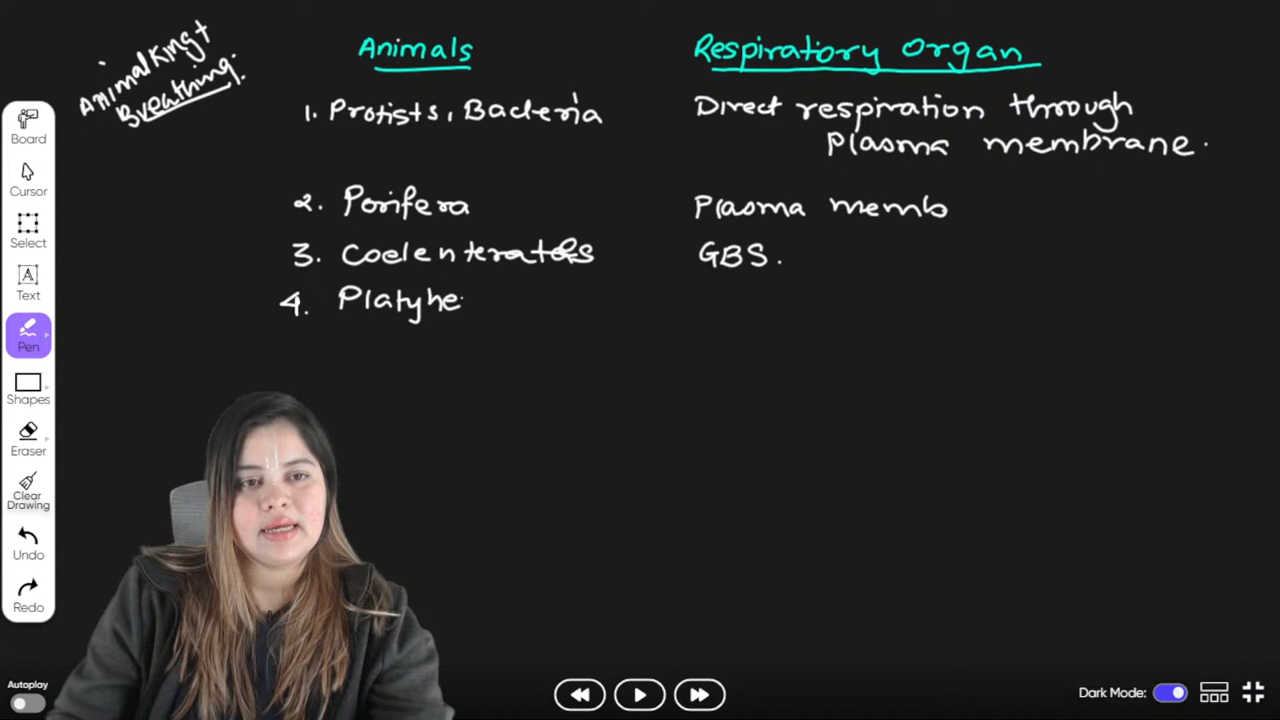 Animal King +
Breathing.
Animals
Respiratory Organ
1. Protists, Bacteria
Direct respiration through
Plasma membrane.
2. Porifera
Plasma memb
3. Coelenterates
GBS.
4. Platyhe
Board
Cursor
Select
Text
Pen
Shapes
Eraser
Clear
Drawing
Undo
Redo
Autoplay
Dark Mode: